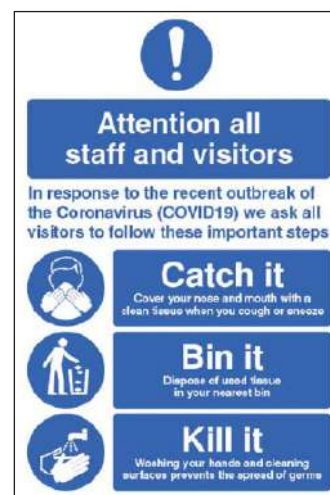 Attention all
staff and visitors
In response to the recent outbreak of
the Coronavirus (COVID19) we ask all
visitors to follow these important steps
Catch it
Cover your nose and mouth with a
clean tissue when you cough or sneeze
Bin it
Dispose of used tissue
in your nearest bin
Kill it
Washing your hands and cleaning
surfaces prevents the spread of germs